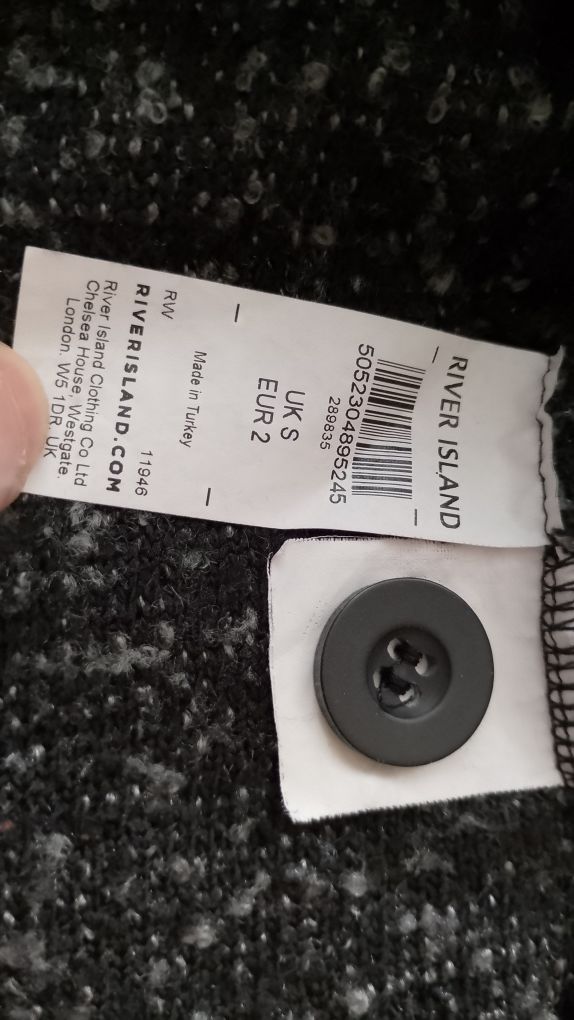 RIVER ISLAND
5052304895245
289835
UK S
EUR 2
Made in Turkey
RW
11946
RIVERISLAND.COM
River Island Clothing Co Ltd
Chelsea House, Westgate.
London. W5 1DR UK